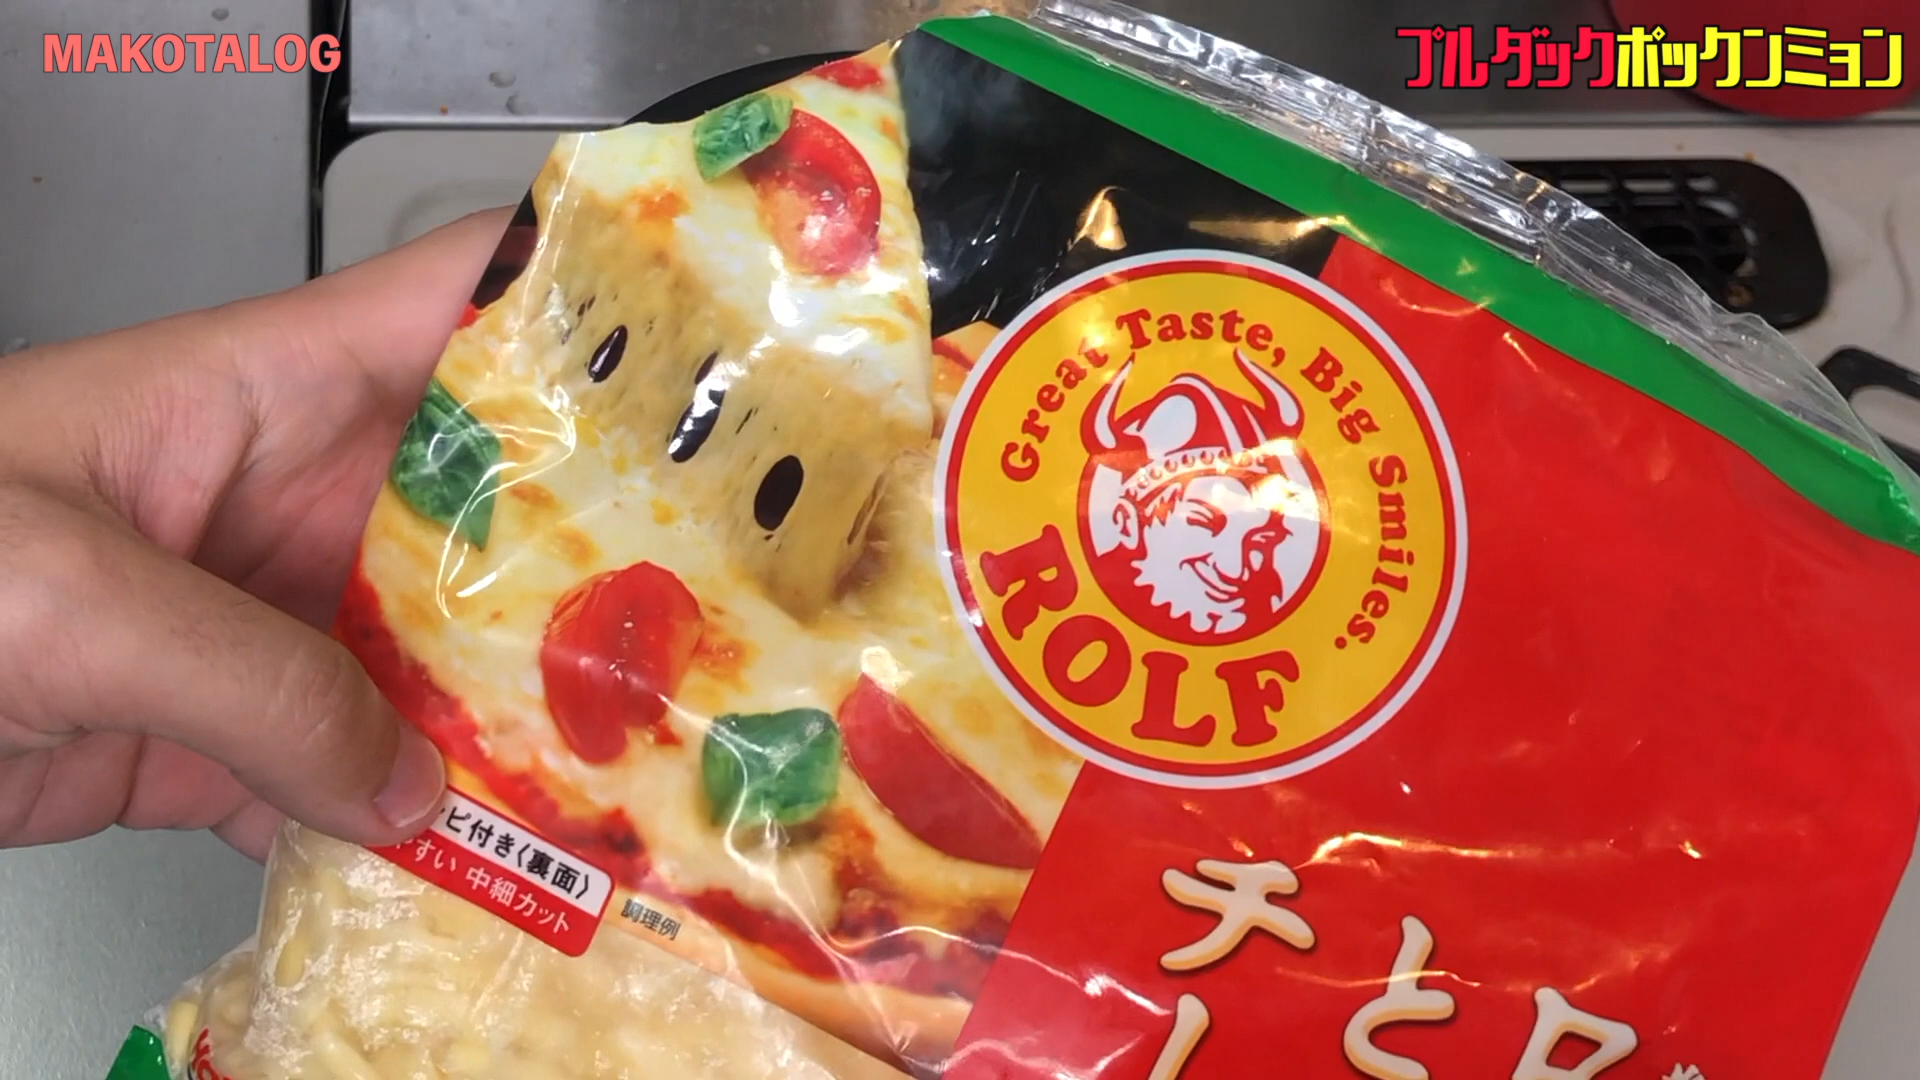 MAKOTALOG
プルダックポックンミョン
Great Taste, Big Smiles.
ROLF
ピ付き〈裏面〉
すい 中細カット
調理例
チー
と